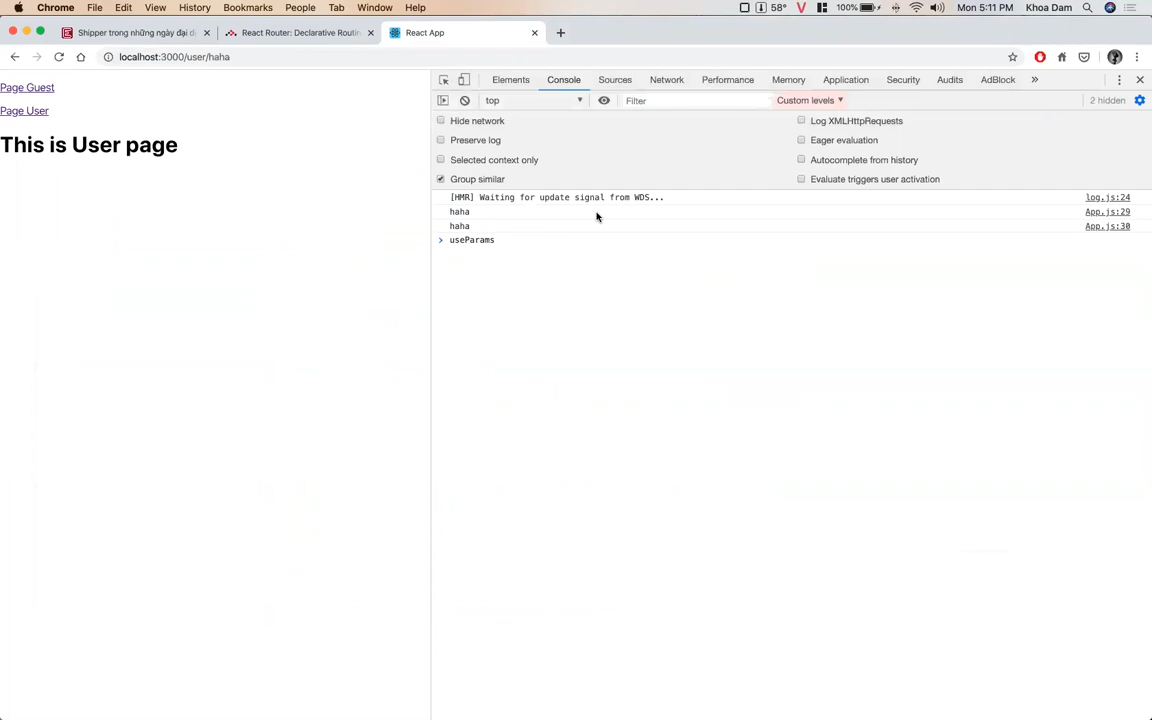 Chrome File Edit View History Bookmarks People Tab Window Help 58° 100% Mon 5:11 PM Khoa Dam
Shipper trong những ngày đại d
React Router: Declarative Routin
React App
localhost:3000/user/haha
Page Guest
Page User
This is User page
Elements Console Sources Network Performance Memory Application Security Audits AdBlock »
top Filter Custom levels 2 hidden
Hide network Log XMLHttpRequests
Preserve log Eager evaluation
Selected context only Autocomplete from history
Group similar Evaluate triggers user activation
[HMR] Waiting for update signal from WDS... log.js:24
haha App.js:29
haha App.js:30
> useParams